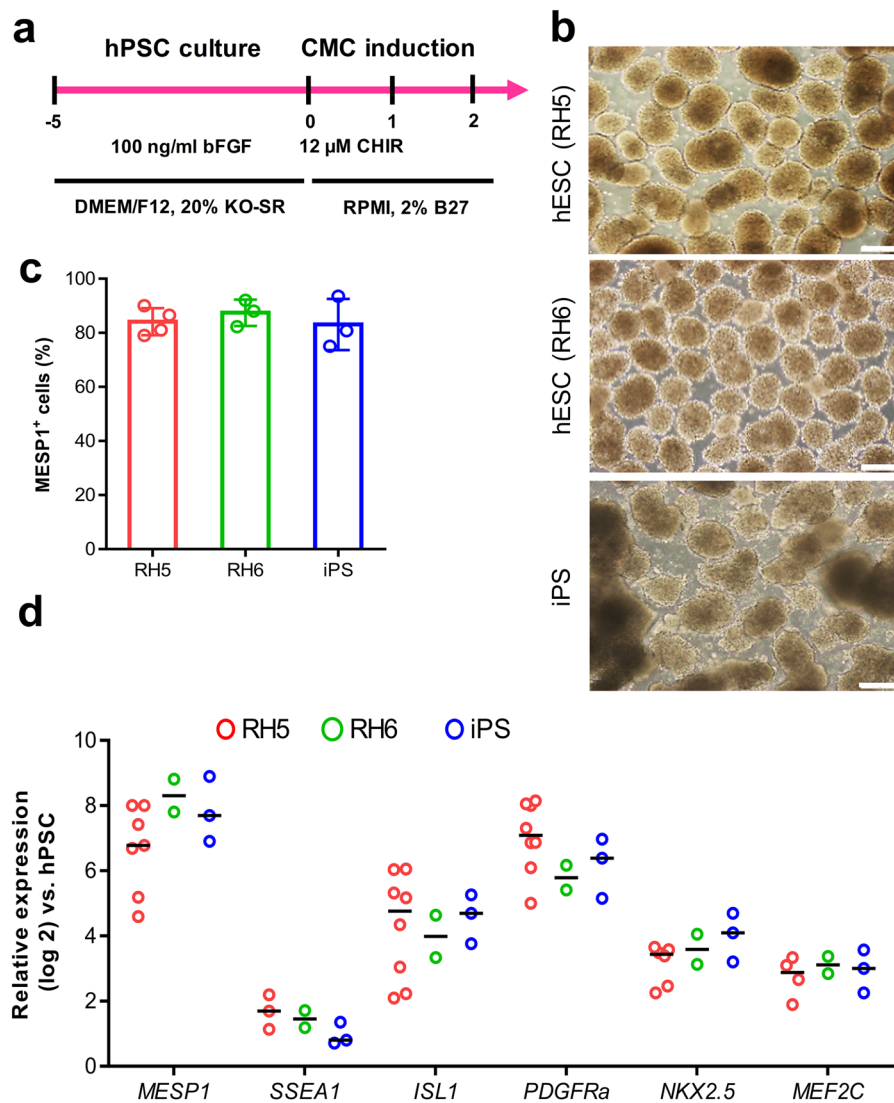 a
hPSC culture CMC induction
-5 0 1 2
100 ng/ml bFGF 12 µM CHIR
DMEM/F12, 20% KO-SR RPMI, 2% B27
b
hESC (RH5)
hESC (RH6)
iPS
c
MESP1+ cells (%)
100
80
60
40
20
0
RH5 RH6 iPS
d
RH5 RH6 iPS
Relative expression
(log 2) vs. hPSC
10
8
6
4
2
0
MESP1 SSEA1 ISL1 PDGFRa NKX2.5 MEF2C